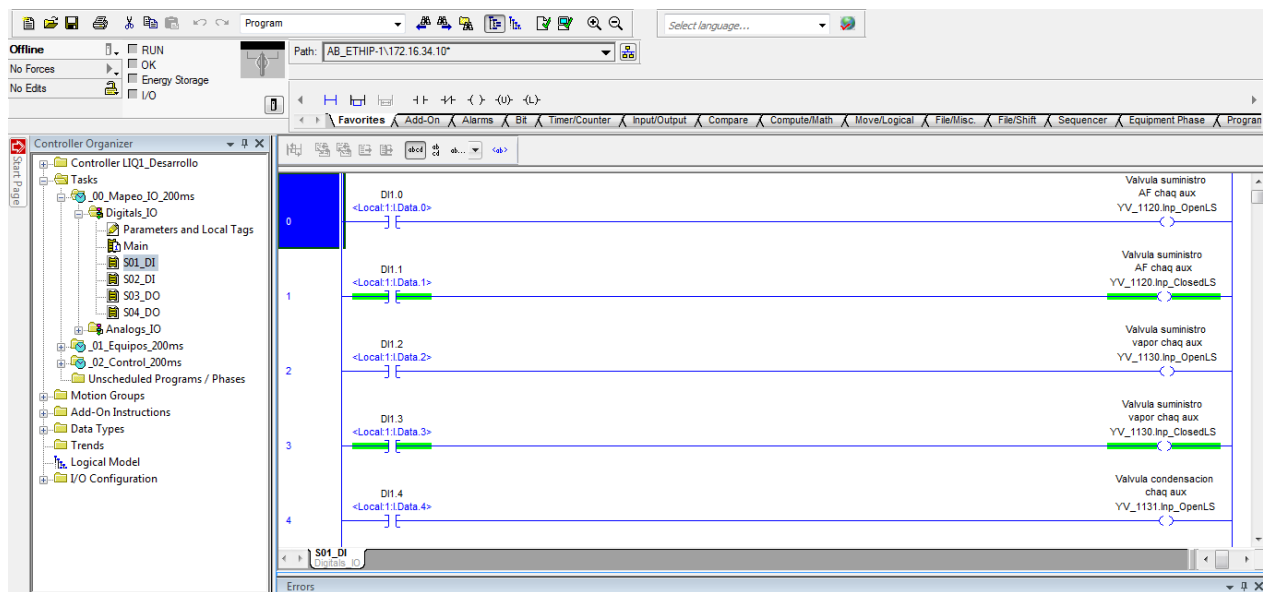 Program
Select language...
Offline
RUN
No Forces
OK
Energy Storage
No Edits
I/O
Path: AB_ETHIP-1\172.16.34.10*
Favorites Add-On Alarms Bit Timer/Counter Input/Output Compare Compute/Math Move/Logical File/Misc. File/Shift Sequencer Equipment Phase Program
Start Page
Controller Organizer
Controller LIQ1_Desarrollo
Tasks
_00_Mapeo_IO_200ms
Digitals_IO
Parameters and Local Tags
Main
S01_DI
S02_DI
S03_DO
S04_DO
Analogs_IO
_01_Equipos_200ms
_02_Control_200ms
Unscheduled Programs / Phases
Motion Groups
Add-On Instructions
Data Types
Trends
Logical Model
I/O Configuration
0
DI1.0
<Local:1:I.Data.0>
Valvula suministro
AF chaq aux
YV_1120.Inp_OpenLS
1
DI1.1
<Local:1:I.Data.1>
Valvula suministro
AF chaq aux
YV_1120.Inp_ClosedLS
2
DI1.2
<Local:1:I.Data.2>
Valvula suministro
vapor chaq aux
YV_1130.Inp_OpenLS
3
DI1.3
<Local:1:I.Data.3>
Valvula suministro
vapor chaq aux
YV_1130.Inp_ClosedLS
4
DI1.4
<Local:1:I.Data.4>
Valvula condensacion
chaq aux
YV_1131.Inp_OpenLS
S01_DI
Digitals_IO
Errors